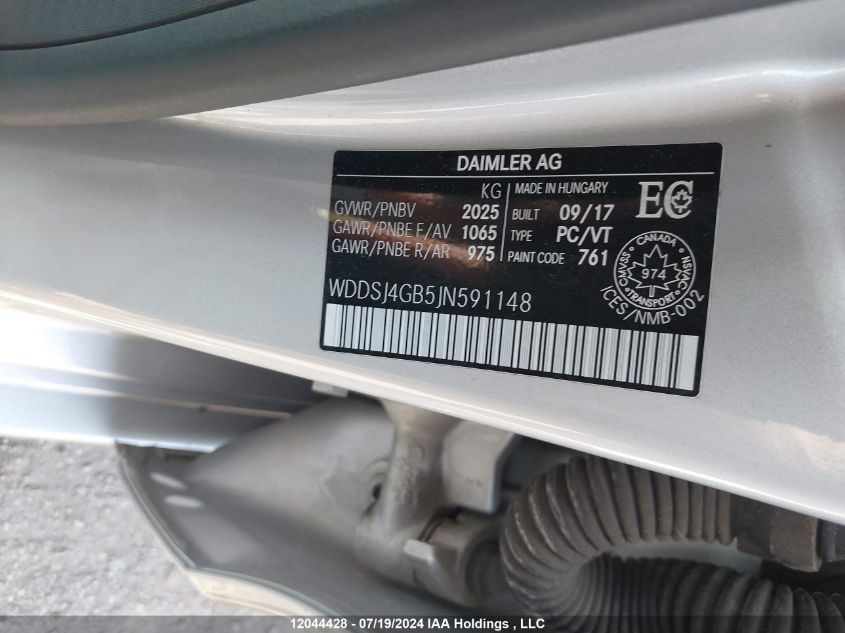 DAIMLER AG
KG
GVWR/PNBV 2025
GAWR/PNBE F/AV 1065
GAWR/PNBE R/AR 975
MADE IN HUNGARY
BUILT 09/17
TYPE PC/VT
PAINT CODE 761
EC
CANADA
CMVSS NSVAC
974
TRANSPORT
ICES/NMB-002
WDDSJ4GB5JN591148
12044428 - 07/19/2024 IAA Holdings , LLC